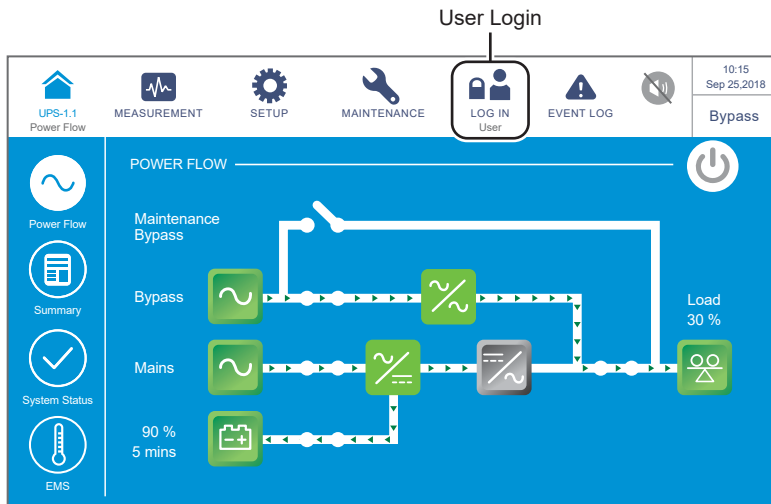 User Login
UPS-1.1
Power Flow
MEASUREMENT
SETUP
MAINTENANCE
LOG IN
User
EVENT LOG
10:15
Sep 25,2018
Bypass
POWER FLOW
Power Flow
Summary
System Status
EMS
Maintenance
Bypass
Bypass
Mains
90 %
5 mins
Load
30 %